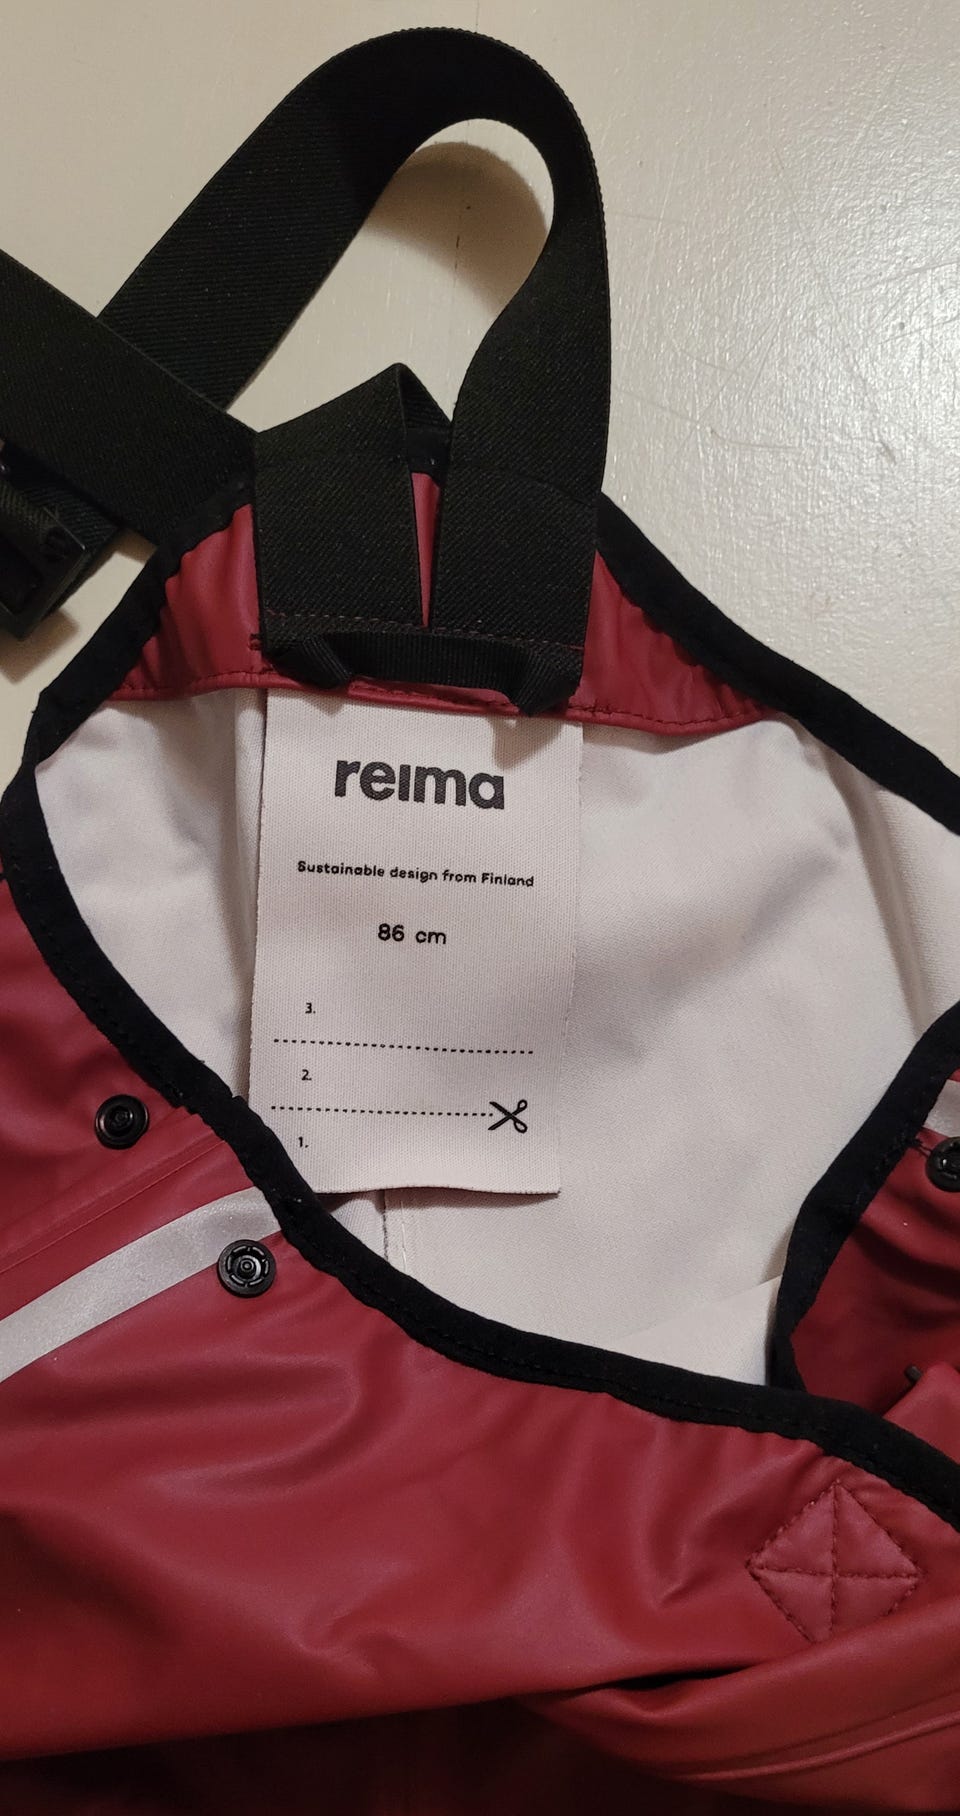 reima
Sustainable design from Finland
86 cm
3.
2.
1.